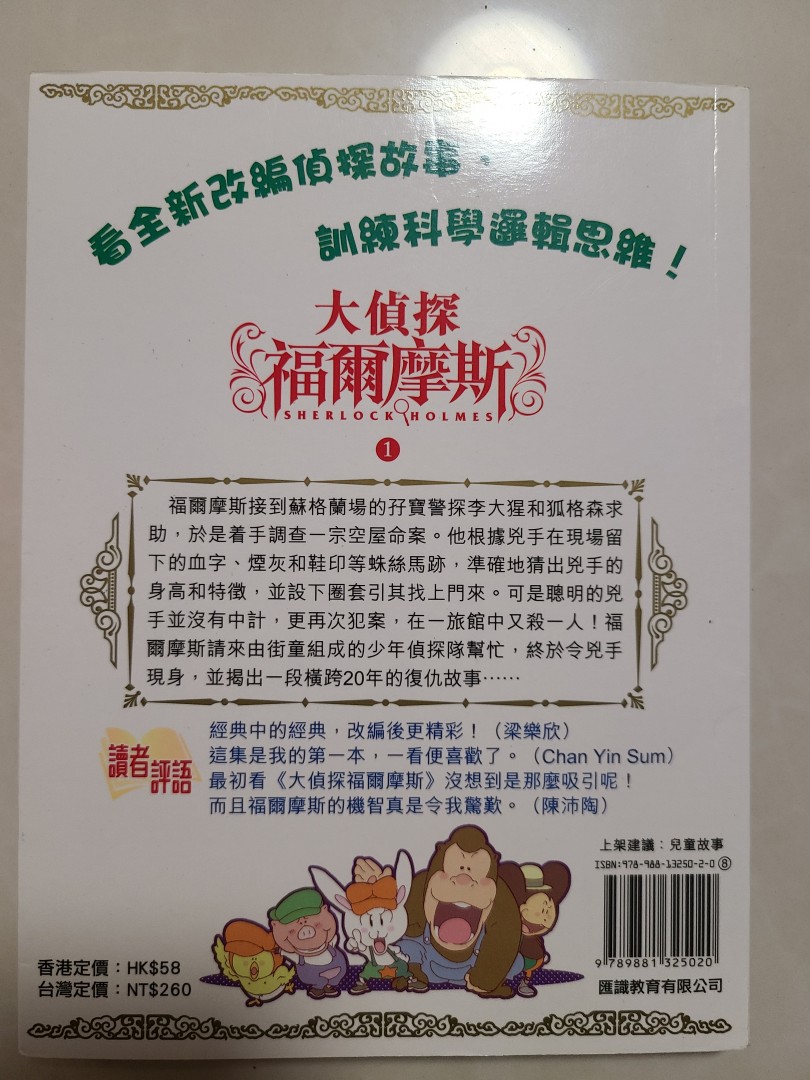 看全新改編偵探故事，
訓練科學邏輯思維！
大偵探
福爾摩斯
SHERLOCK HOLMES
1
福爾摩斯接到蘇格蘭場的孖寶警探李大猩和狐格森求
助，於是着手調查一宗空屋命案。他根據兇手在現場留
下的血字、煙灰和鞋印等蛛絲馬跡，準確地猜出兇手的
身高和特徵，並設下圈套引其找上門來。可是聰明的兇
手並沒有中計，更再次犯案，在一旅館中又殺一人！福
爾摩斯請來由街童組成的少年偵探隊幫忙，終於令兇手
現身，並揭出一段橫跨20年的復仇故事……
讀者評語
經典中的經典，改編後更精彩！（梁樂欣）
這集是我的第一本，一看便喜歡了。（Chan Yin Sum）
最初看《大偵探福爾摩斯》沒想到是那麼吸引呢！
而且福爾摩斯的機智真是令我驚歎。（陳沛陶）
上架建議：兒童故事
ISBN:978-988-13250-2-0 ⑧
9 789881 325020
匯識教育有限公司
香港定價：HK$58
台灣定價：NT$260